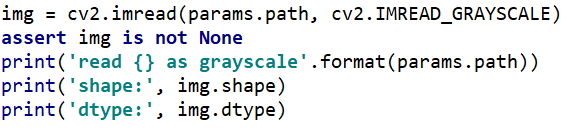 img = cv2.imread(params.path, cv2.IMREAD_GRAYSCALE)
assert img is not None
print('read {} as grayscale'.format(params.path))
print('shape:', img.shape)
print('dtype:', img.dtype)